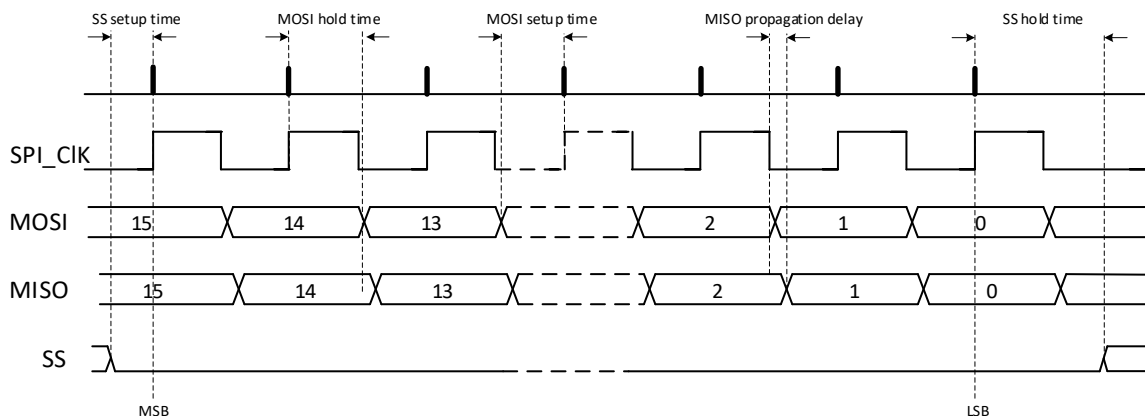 SS setup time MOSI hold time MOSI setup time MISO propagation delay SS hold time
SPI_ClK
MOSI 15 14 13 2 1 0
MISO 15 14 13 2 1 0
SS
MSB LSB